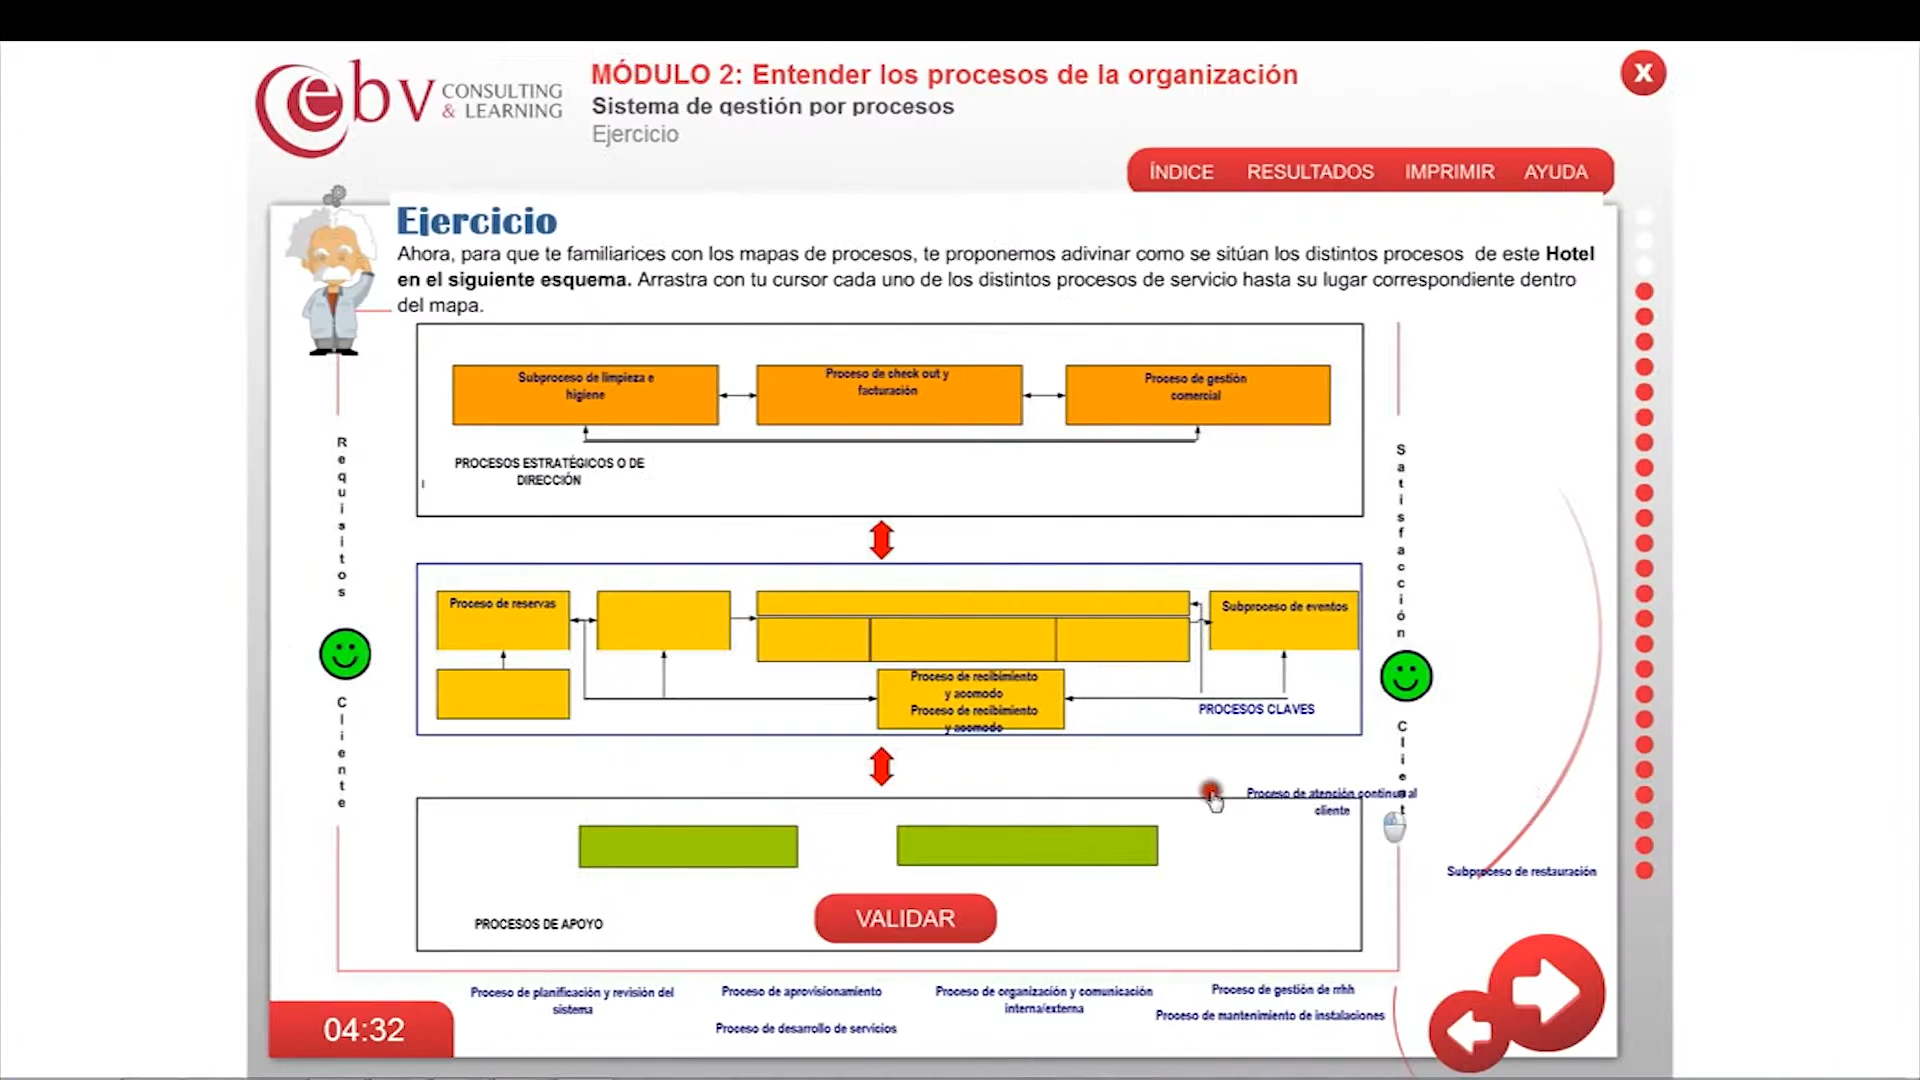 ebv CONSULTING
& LEARNING
MÓDULO 2: Entender los procesos de la organización
Sistema de gestión por procesos
Ejercicio
X
ÍNDICE RESULTADOS IMPRIMIR AYUDA
Ejercicio
Ahora, para que te familiarices con los mapas de procesos, te proponemos adivinar como se sitúan los distintos procesos de este Hotel
en el siguiente esquema. Arrastra con tu cursor cada uno de los distintos procesos de servicio hasta su lugar correspondiente dentro
del mapa.
Subproceso de limpieza e
higiene
Proceso de check out y
facturación
Proceso de gestión
comercial
PROCESOS ESTRATÉGICOS O DE
DIRECCIÓN
Requisitos
Cliente
Satisfacción
Client
Proceso de reservas
Subproceso de eventos
Proceso de recibimiento
y acomodo
Proceso de recibimiento
y acomodo
PROCESOS CLAVES
Proceso de atención continua al
cliente
Subproceso de restauración
VALIDAR
PROCESOS DE APOYO
Proceso de planificación y revisión del
sistema
Proceso de aprovisionamiento
Proceso de organización y comunicación
interna/externa
Proceso de gestión de rrhh
Proceso de mantenimiento de instalaciones
Proceso de desarrollo de servicios
04:32